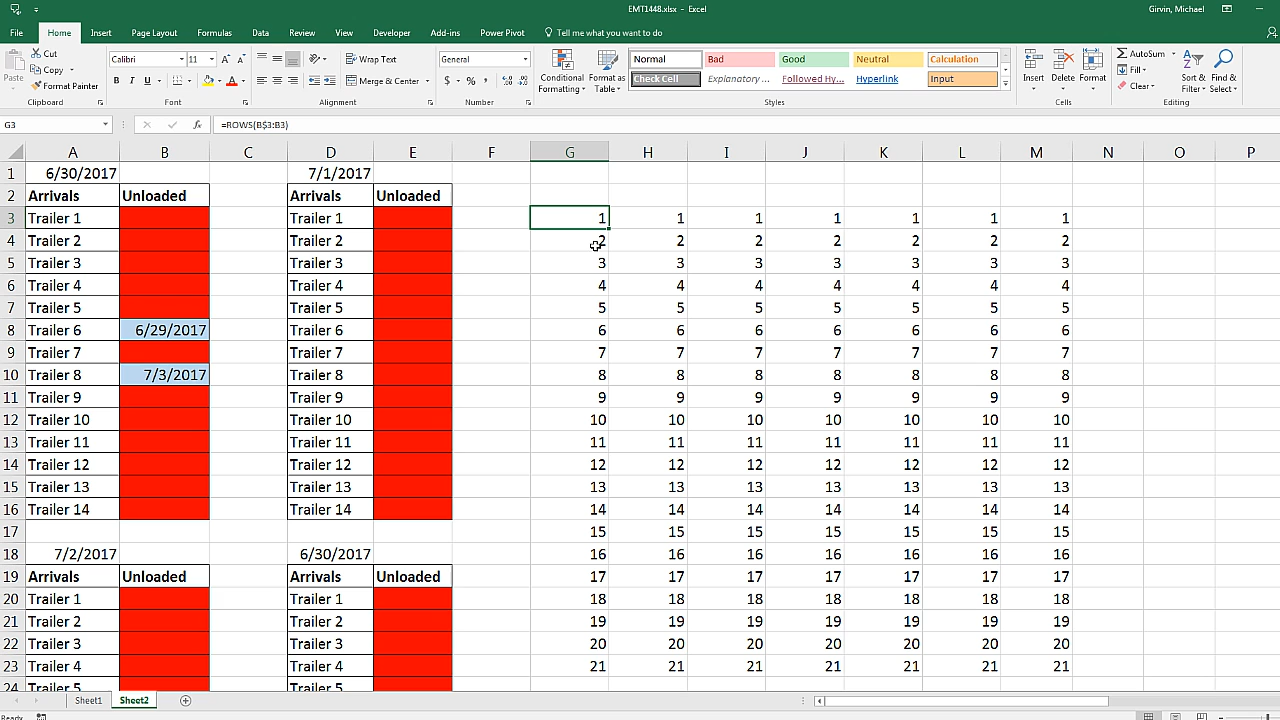 EMT1448.xlsx - Excel
Girvin, Michael
File Home Insert Page Layout Formulas Data Review View Developer Add-ins Power Pivot Tell me what you want to do
Paste Cut Copy Format Painter Clipboard
Calibri 11 A A B I U A Font
Wrap Text Merge & Center Alignment
General $ % , Number
Conditional Formatting Format as Table
Normal Bad Good Neutral Calculation
Check Cell Explanatory ... Followed Hy... Hyperlink Input
Styles
Insert Delete Format Cells
AutoSum Fill Clear Sort & Filter Find & Select Editing
G3 fx =ROWS(B$3:B3)
A B C D E F G H I J K L M N O P
1 6/30/2017 7/1/2017
2 Arrivals Unloaded Arrivals Unloaded
3 Trailer 1 Trailer 1 1 1 1 1 1 1 1
4 Trailer 2 Trailer 2 2 2 2 2 2 2 2
5 Trailer 3 Trailer 3 3 3 3 3 3 3 3
6 Trailer 4 Trailer 4 4 4 4 4 4 4 4
7 Trailer 5 Trailer 5 5 5 5 5 5 5 5
8 Trailer 6 6/29/2017 Trailer 6 6 6 6 6 6 6 6
9 Trailer 7 Trailer 7 7 7 7 7 7 7 7
10 Trailer 8 7/3/2017 Trailer 8 8 8 8 8 8 8 8
11 Trailer 9 Trailer 9 9 9 9 9 9 9 9
12 Trailer 10 Trailer 10 10 10 10 10 10 10 10
13 Trailer 11 Trailer 11 11 11 11 11 11 11 11
14 Trailer 12 Trailer 12 12 12 12 12 12 12 12
15 Trailer 13 Trailer 13 13 13 13 13 13 13 13
16 Trailer 14 Trailer 14 14 14 14 14 14 14 14
17 15 15 15 15 15 15 15
18 7/2/2017 6/30/2017 16 16 16 16 16 16 16
19 Arrivals Unloaded Arrivals Unloaded 17 17 17 17 17 17 17
20 Trailer 1 Trailer 1 18 18 18 18 18 18 18
21 Trailer 2 Trailer 2 19 19 19 19 19 19 19
22 Trailer 3 Trailer 3 20 20 20 20 20 20 20
23 Trailer 4 Trailer 4 21 21 21 21 21 21 21
24 Trailer 5 Trailer 5
Sheet1 Sheet2
Ready